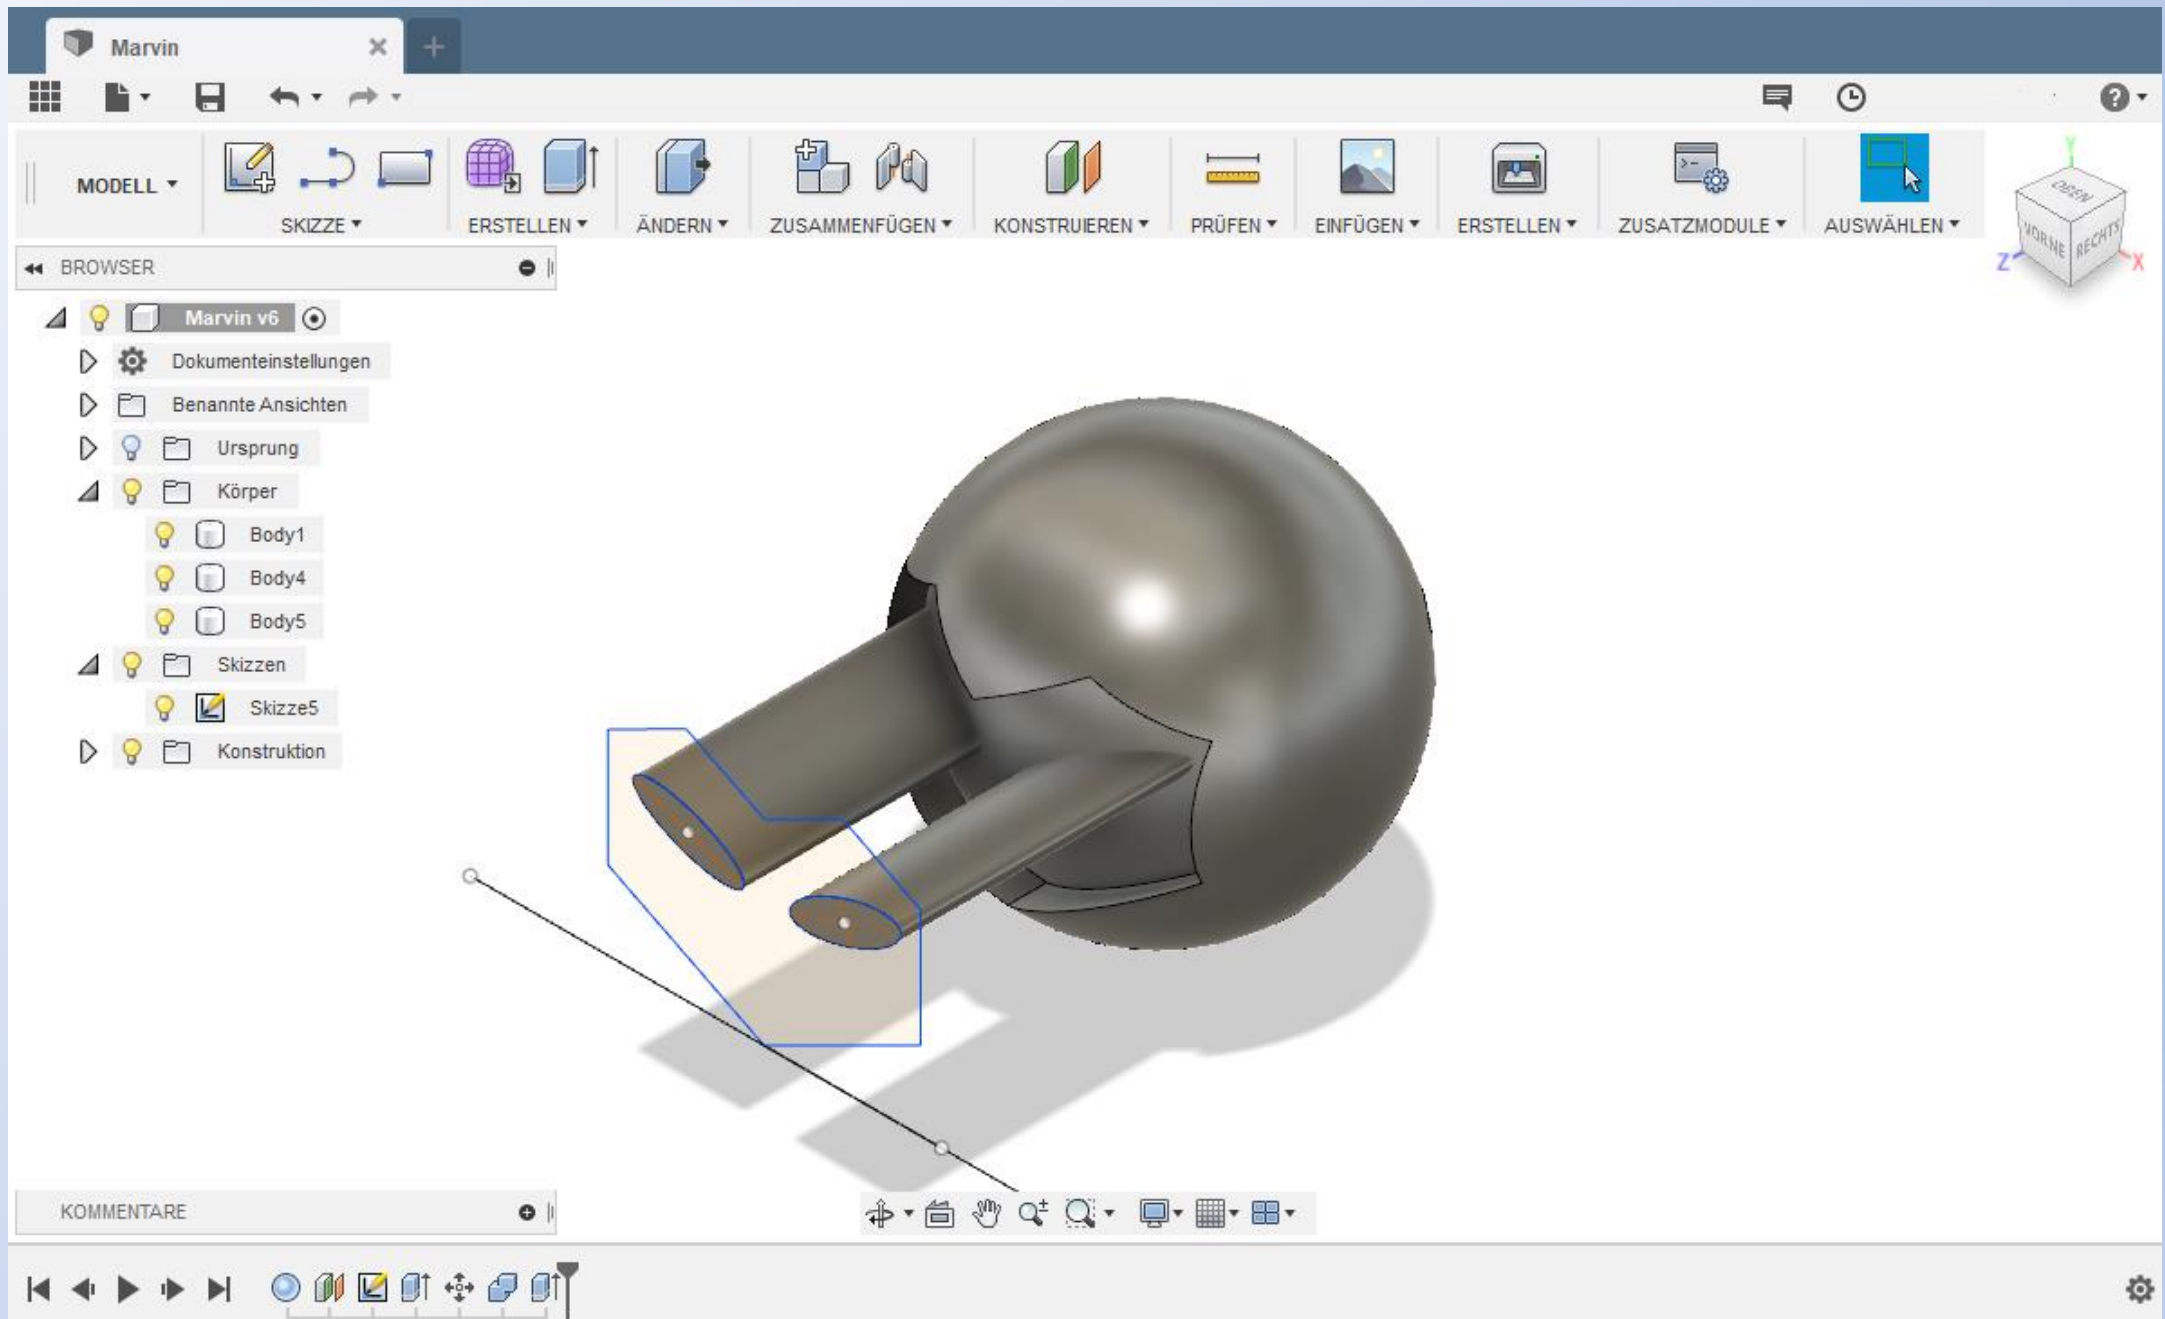 Marvin
MODELL
SKIZZE
ERSTELLEN
ÄNDERN
ZUSAMMENFÜGEN
KONSTRUIEREN
PRÜFEN
EINFÜGEN
ERSTELLEN
ZUSATZMODULE
AUSWÄHLEN
Y
OBEN
VORNE
RECHTS
Z
X
BROWSER
Marvin v6
Dokumenteinstellungen
Benannte Ansichten
Ursprung
Körper
Body1
Body4
Body5
Skizzen
Skizze5
Konstruktion
KOMMENTARE